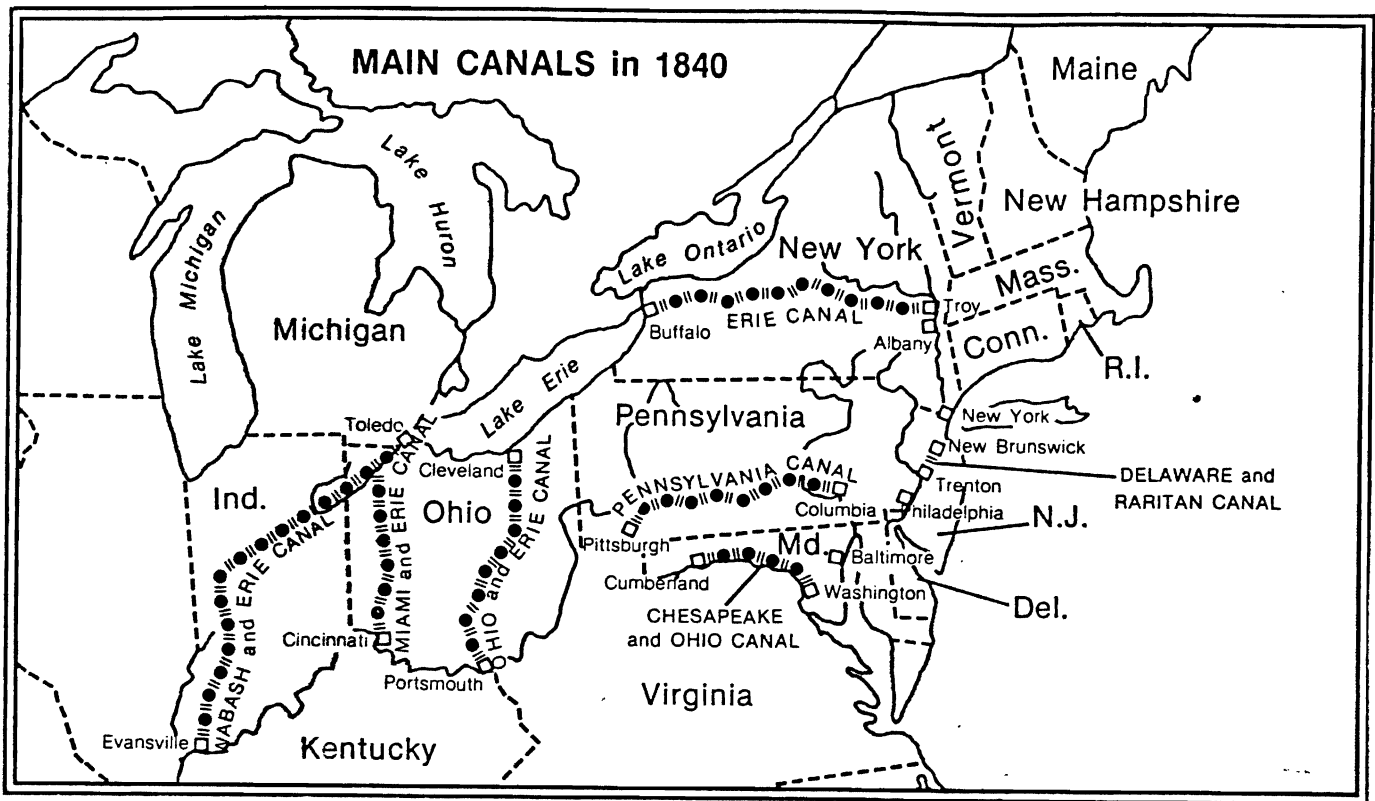 MAIN CANALS in 1840
Maine
Lake Huron
Vermont
New Hampshire
Lake Michigan
Lake Ontario
New York
Mass.
Troy
ERIE CANAL
Buffalo
Albany
Conn.
R.I.
Michigan
Lake Erie
Pennsylvania
New York
New Brunswick
Toledo
Cleveland
PENNSYLVANIA CANAL
DELAWARE and
RARITAN CANAL
Trenton
Ind.
Ohio
Columbia
Philadelphia
N.J.
Pittsburgh
Md.
Baltimore
Cumberland
Washington
Del.
CHESAPEAKE
and OHIO CANAL
WABASH and ERIE CANAL
ERIE CANAL
MIAMI and ERIE CANAL
OHIO and ERIE CANAL
Cincinnati
Portsmouth
Virginia
Evansville
Kentucky